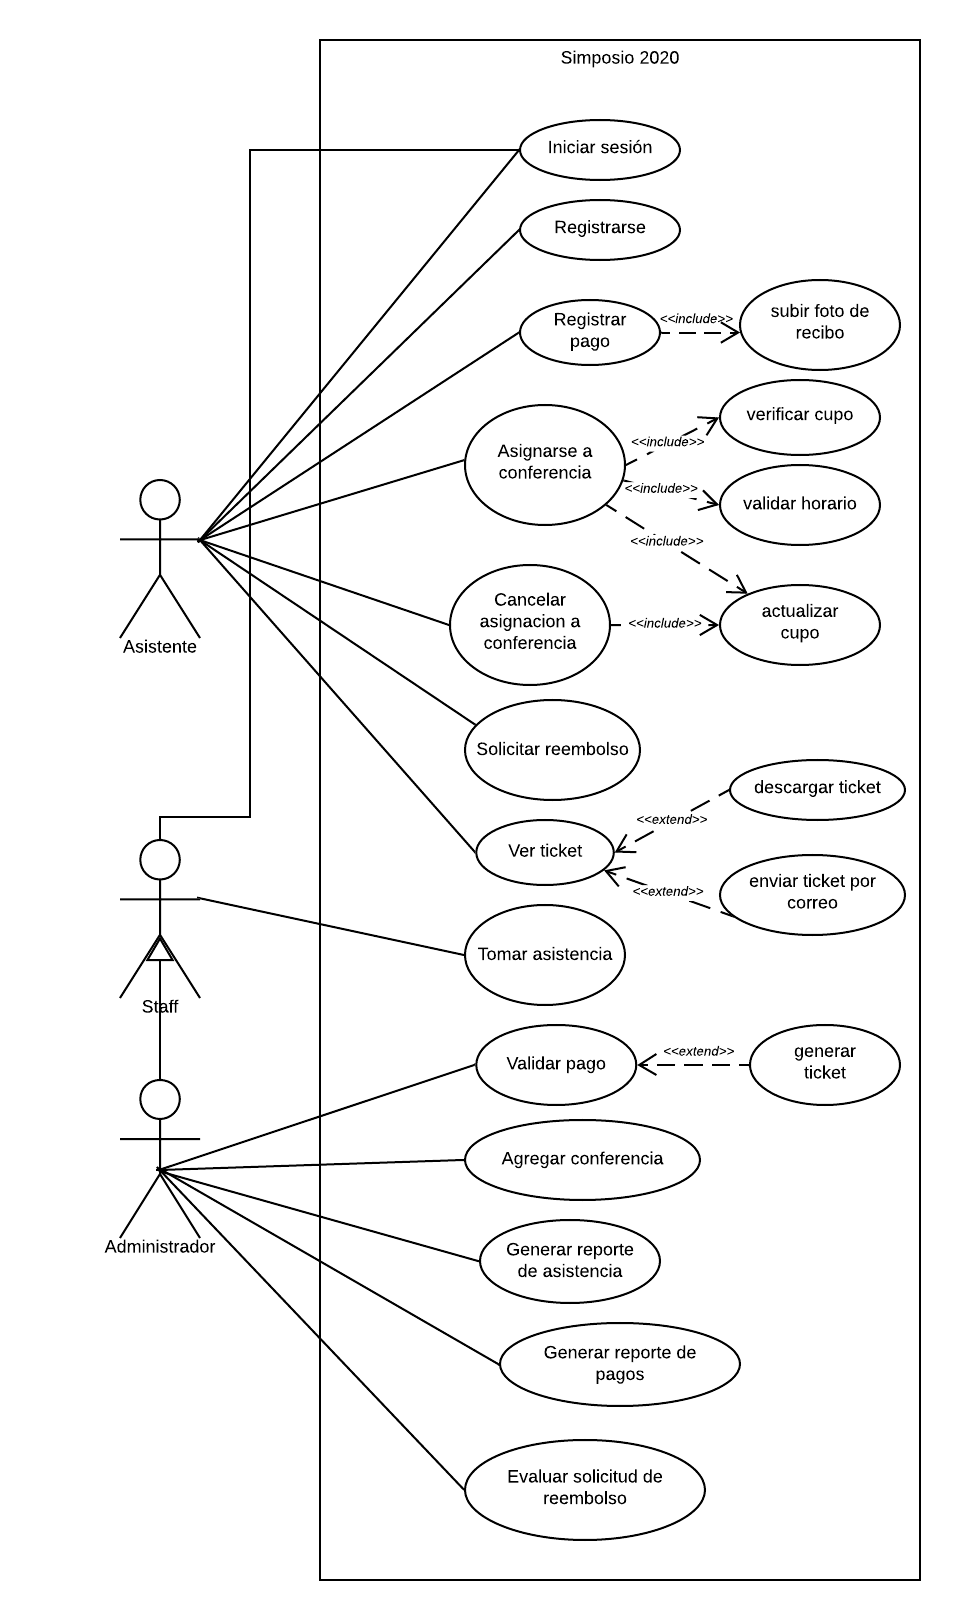 Simposio 2020
Iniciar sesión
Registrarse
Registrar
pago
<<include>>
subir foto de
recibo
Asignarse a
conferencia
<<include>>
verificar cupo
<<include>>
validar horario
<<include>>
Cancelar
asignacion a
conferencia
<<include>>
actualizar
cupo
Asistente
Solicitar reembolso
Ver ticket
<<extend>>
descargar ticket
<<extend>>
enviar ticket por
correo
Tomar asistencia
Staff
Validar pago
<<extend>>
generar
ticket
Agregar conferencia
Administrador
Generar reporte
de asistencia
Generar reporte de
pagos
Evaluar solicitud de
reembolso